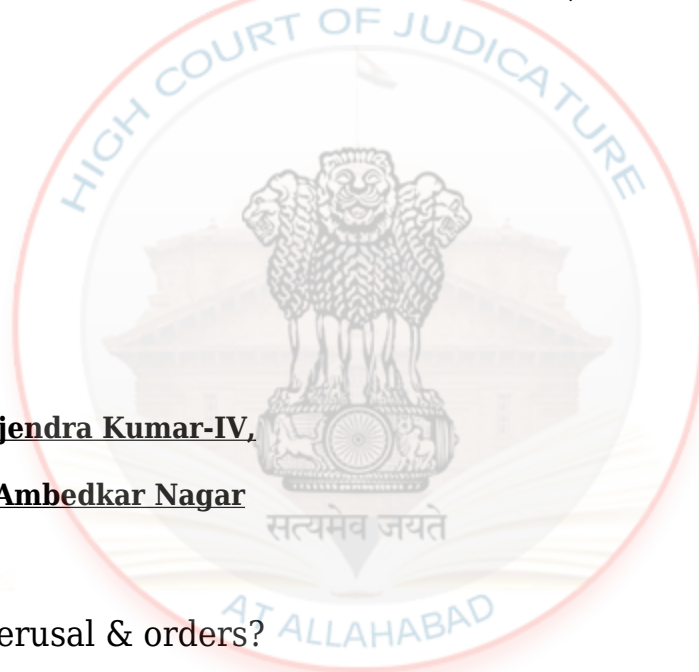 HIGH COURT OF JUDICATURE
jendra Kumar-IV,
Ambedkar Nagar
सत्यमेव जयते
erusal & orders?
AT ALLAHABAD